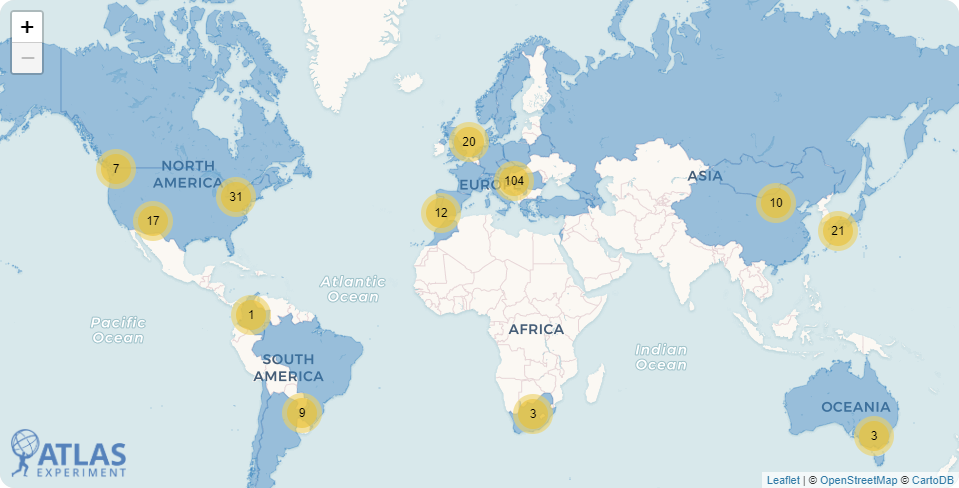 +
−
20
7
NORTH
AMERICA
31
17
EUROPE
104
12
ASIA
10
21
Atlantic
Ocean
Pacific
Ocean
1
AFRICA
Indian
Ocean
SOUTH
AMERICA
9
3
OCEANIA
3
ATLAS
EXPERIMENT
Leaflet | © OpenStreetMap © CartoDB